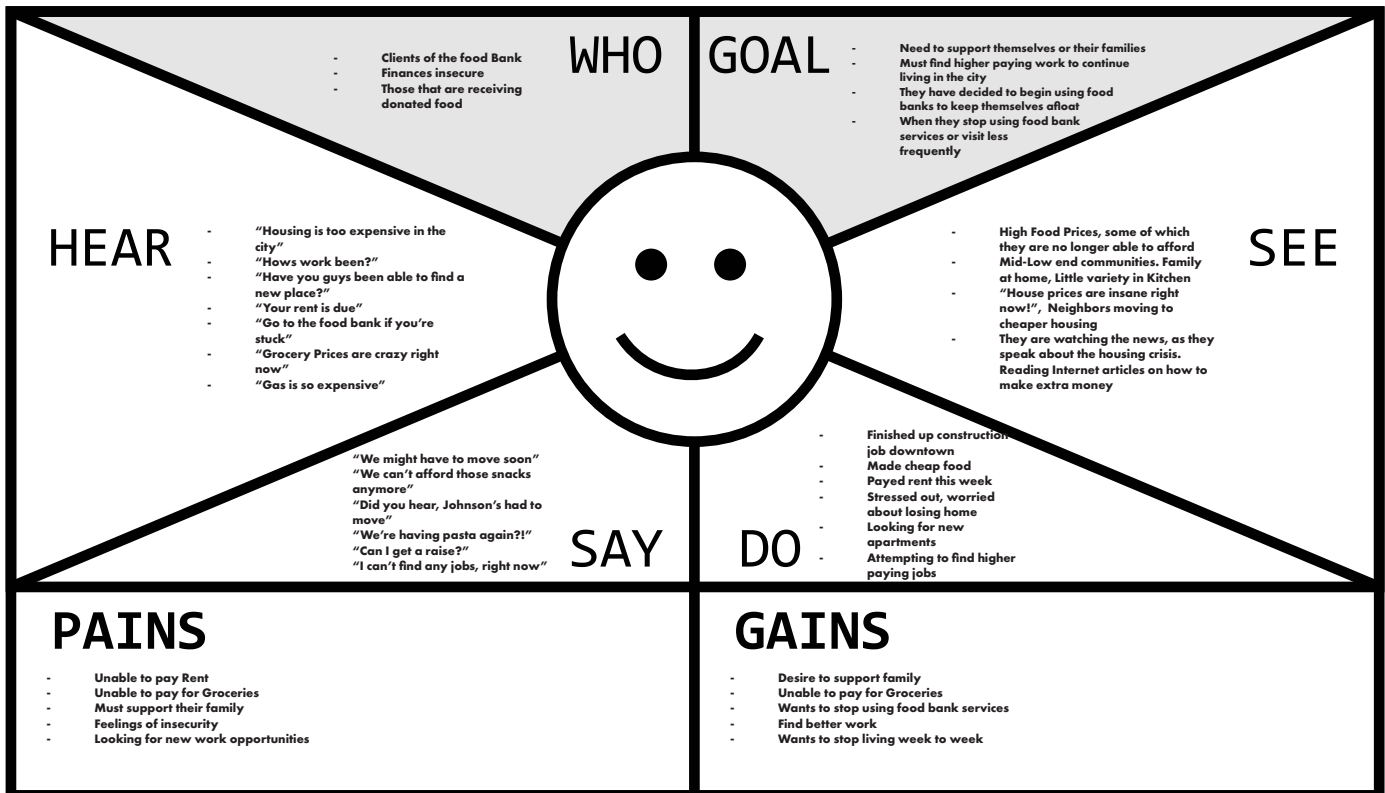 WHO
- Clients of the food Bank
- Finances insecure
- Those that are receiving
donated food
GOAL
- Need to support themselves or their families
- Must find higher paying work to continue
living in the city
- They have decided to begin using food
banks to keep themselves afloat
- When they stop using food bank
services or visit less
frequently
HEAR
- “Housing is too expensive in the
city”
- “Hows work been?”
- “Have you guys been able to find a
new place?”
- “Your rent is due”
- “Go to the food bank if you’re
stuck”
- “Grocery Prices are crazy right
now”
- “Gas is so expensive”
SEE
- High Food Prices, some of which
they are no longer able to afford
- Mid-Low end communities. Family
at home, Little variety in Kitchen
- “House prices are insane right
now!”, Neighbors moving to
cheaper housing
- They are watching the news, as they
speak about the housing crisis.
Reading Internet articles on how to
make extra money
SAY
“We might have to move soon”
“We can’t afford those snacks
anymore”
“Did you hear, Johnson’s had to
move”
“We’re having pasta again?!”
“Can I get a raise?”
“I can’t find any jobs, right now”
DO
- Finished up construction
job downtown
- Made cheap food
- Payed rent this week
- Stressed out, worried
about losing home
- Looking for new
apartments
- Attempting to find higher
paying jobs
PAINS
- Unable to pay Rent
- Unable to pay for Groceries
- Must support their family
- Feelings of insecurity
- Looking for new work opportunities
GAINS
- Desire to support family
- Unable to pay for Groceries
- Wants to stop using food bank services
- Find better work
- Wants to stop living week to week